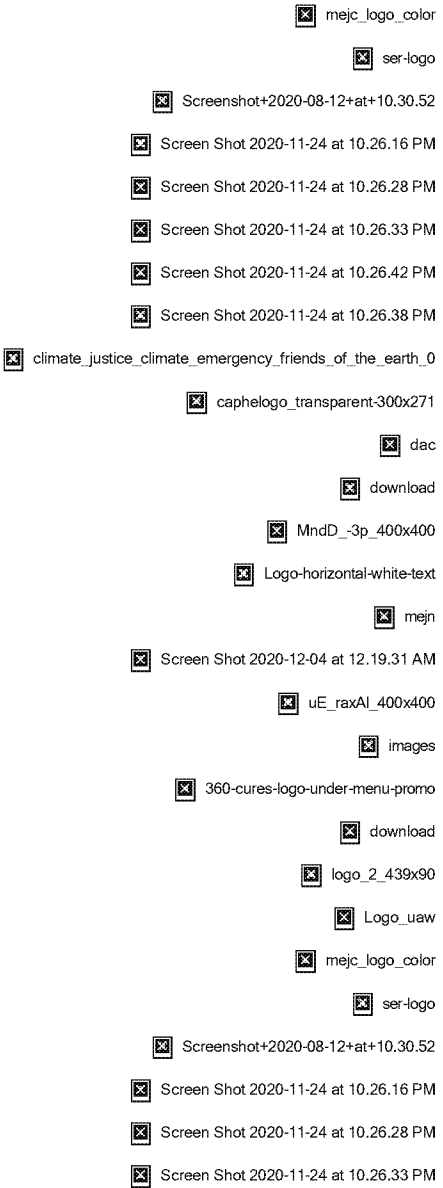 mejc_logo_color
ser-logo
Screenshot+2020-08-12+at+10.30.52
Screen Shot 2020-11-24 at 10.26.16 PM
Screen Shot 2020-11-24 at 10.26.28 PM
Screen Shot 2020-11-24 at 10.26.33 PM
Screen Shot 2020-11-24 at 10.26.42 PM
Screen Shot 2020-11-24 at 10.26.38 PM
climate_justice_climate_emergency_friends_of_the_earth_0
caphelogo_transparent-300x271
dac
download
MndD_-3p_400x400
Logo-horizontal-white-text
mejn
Screen Shot 2020-12-04 at 12.19.31 AM
uE_raxAl_400x400
images
360-cures-logo-under-menu-promo
download
logo_2_439x90
Logo_uaw
mejc_logo_color
ser-logo
Screenshot+2020-08-12+at+10.30.52
Screen Shot 2020-11-24 at 10.26.16 PM
Screen Shot 2020-11-24 at 10.26.28 PM
Screen Shot 2020-11-24 at 10.26.33 PM